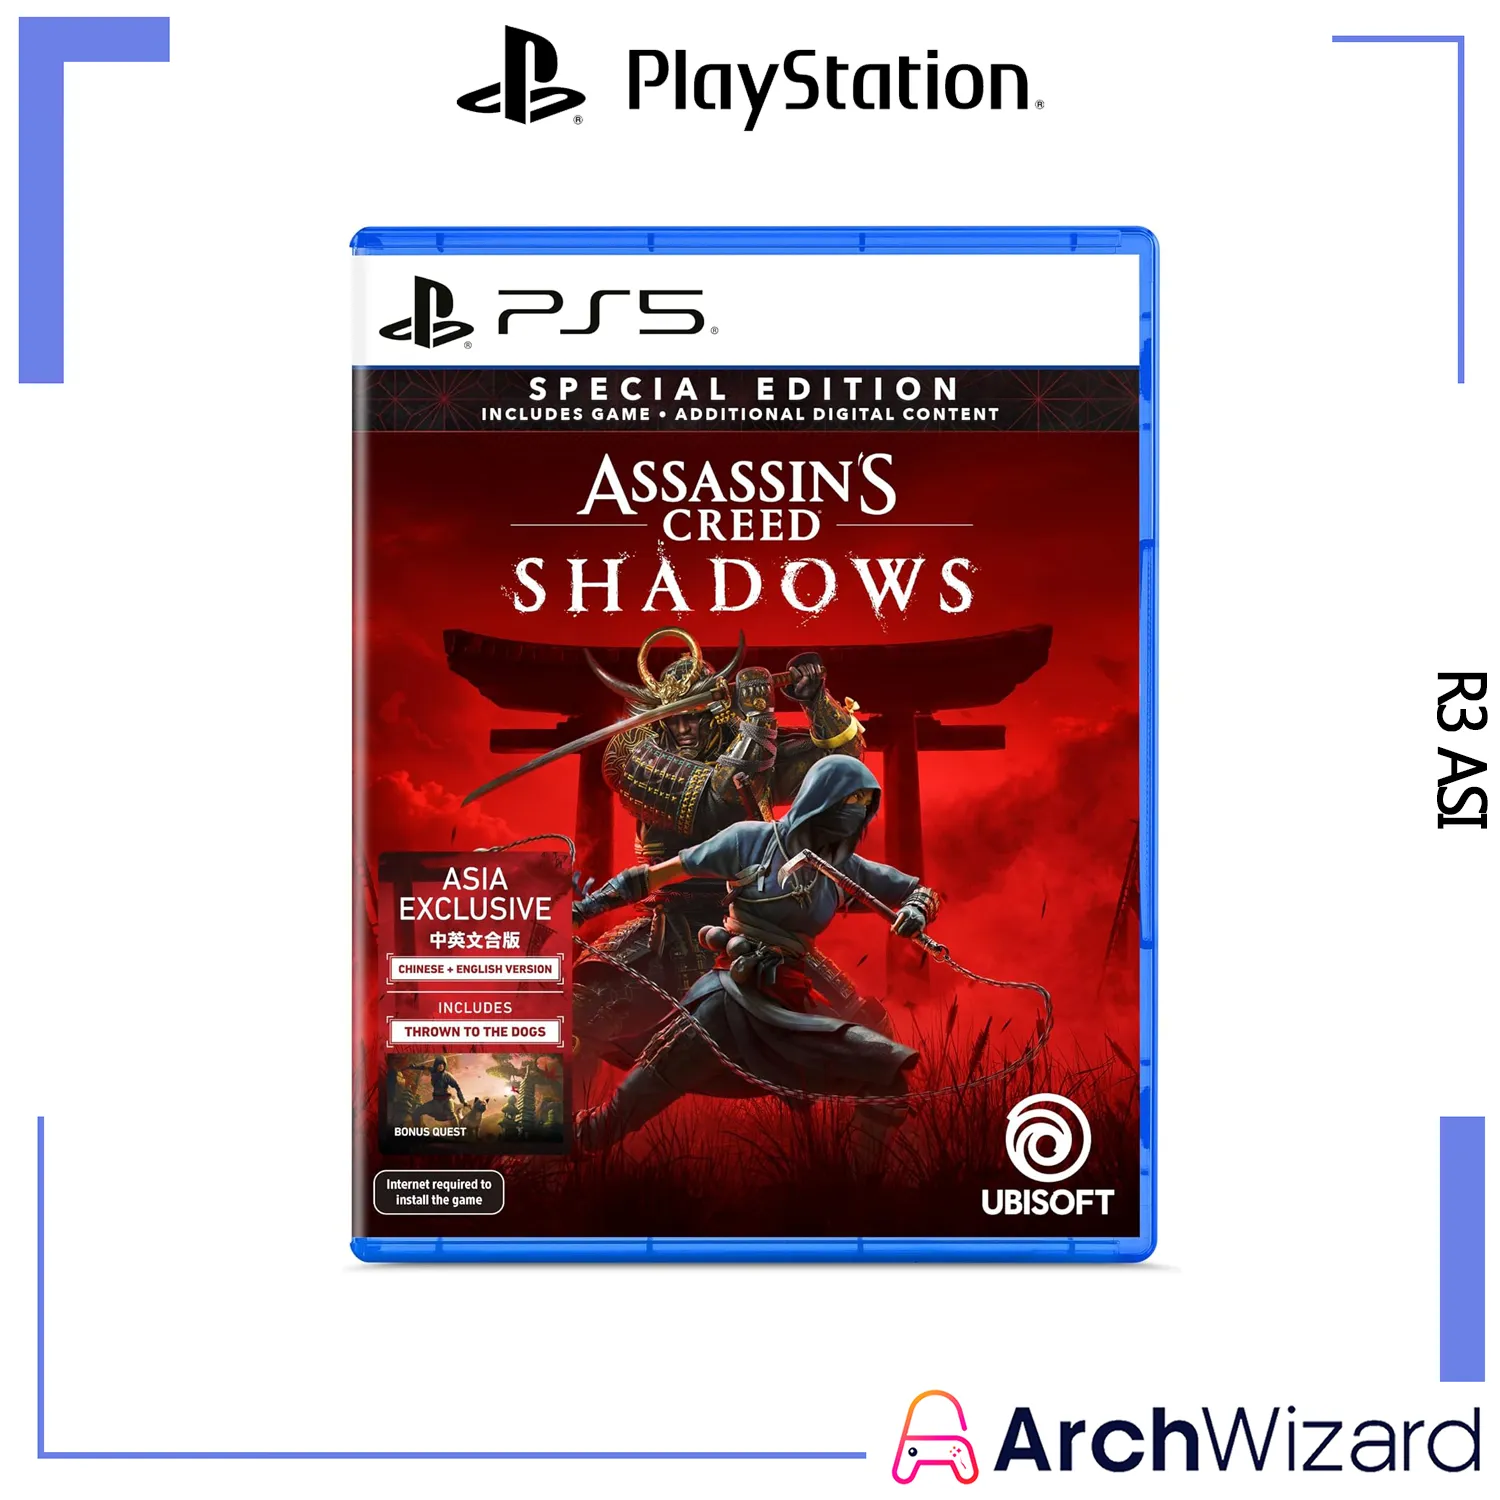 PlayStation®
PS5®
SPECIAL EDITION
INCLUDES GAME • ADDITIONAL DIGITAL CONTENT
ASSASSIN'S
CREED®
SHADOWS
ASIA
EXCLUSIVE
中英文合版
CHINESE + ENGLISH VERSION
INCLUDES
THROWN TO THE DOGS
BONUS QUEST
Internet required to
install the game
UBISOFT
R3 ASI
ArchWizard